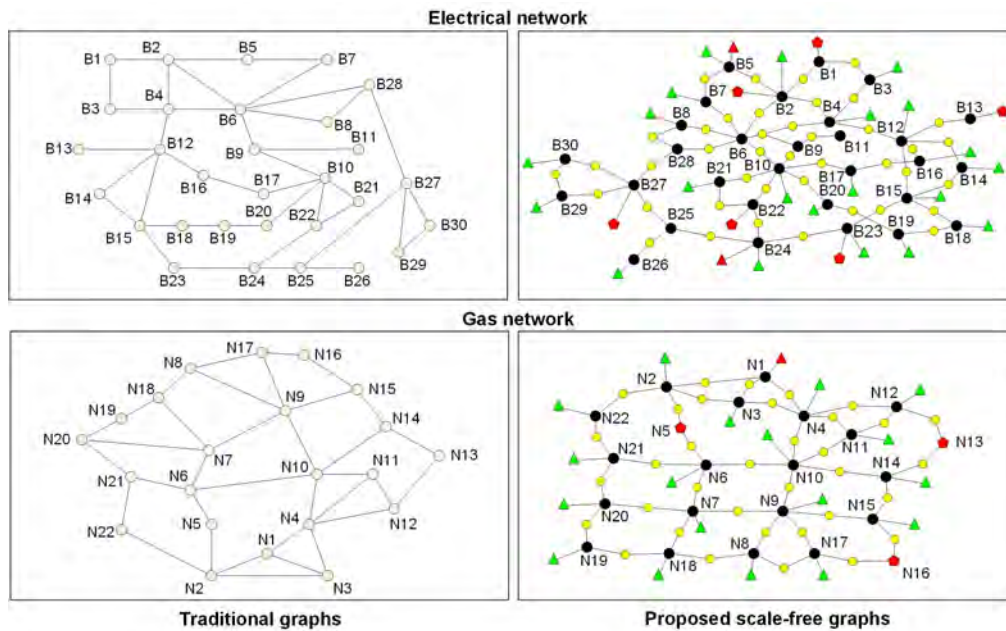 Electrical network
B1
B2
B5
B7
B28
B3
B4
B6
B8
B11
B13
B12
B9
B10
B16
B17
B21
B27
B14
B20
B22
B30
B15
B18
B19
B29
B23
B24
B25
B26
B5
B1
B7
B3
B2
B8
B4
B13
B12
B6
B9
B11
B28
B10
B30
B27
B21
B17
B16
B14
B20
B15
B29
B25
B22
B19
B18
B23
B24
B26
Gas network
N17
N16
N8
N9
N15
N18
N19
N14
N20
N7
N13
N6
N10
N11
N21
N5
N4
N12
N22
N1
N2
N3
N1
N2
N12
N3
N22
N4
N5
N11
N13
N21
N6
N10
N14
N7
N9
N15
N20
N8
N17
N19
N18
N16
Traditional graphs
Proposed scale-free graphs